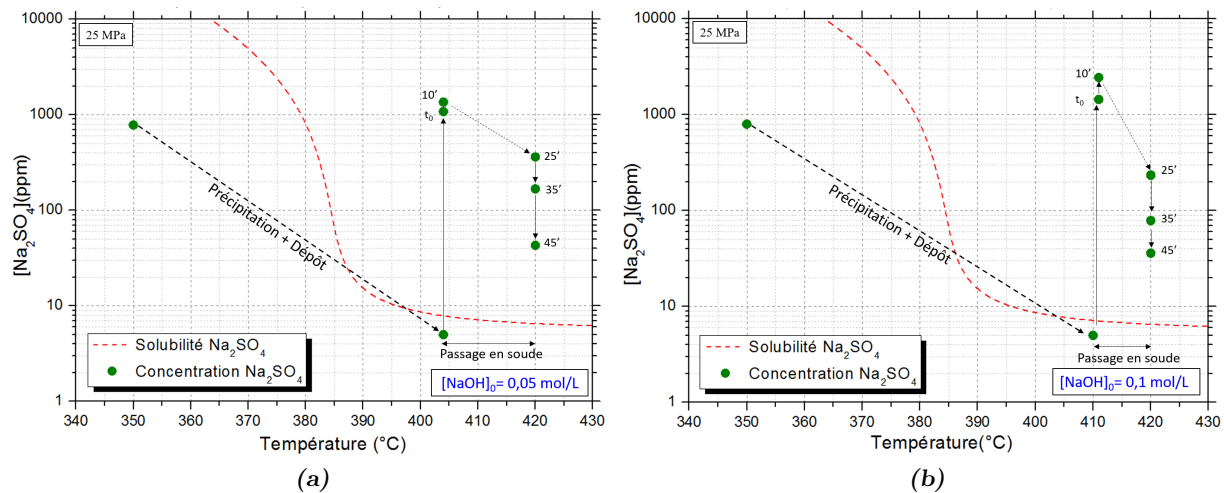 25 MPa
[Na2SO4](ppm)
10000
1000
100
10
1
10′
t0
25′
35′
45′
Précipitation + Dépôt
Passage en soude
Solubilité Na2SO4
Concentration Na2SO4
[NaOH]0= 0,05 mol/L
340 350 360 370 380 390 400 410 420 430
Température (°C)
(a)
25 MPa
[Na2SO4](ppm)
10000
1000
100
10
1
10′
t0
25′
35′
45′
Précipitation + Dépôt
Passage en soude
Solubilité Na2SO4
Concentration Na2SO4
[NaOH]0= 0,1 mol/L
340 350 360 370 380 390 400 410 420 430
Température(°C)
(b)